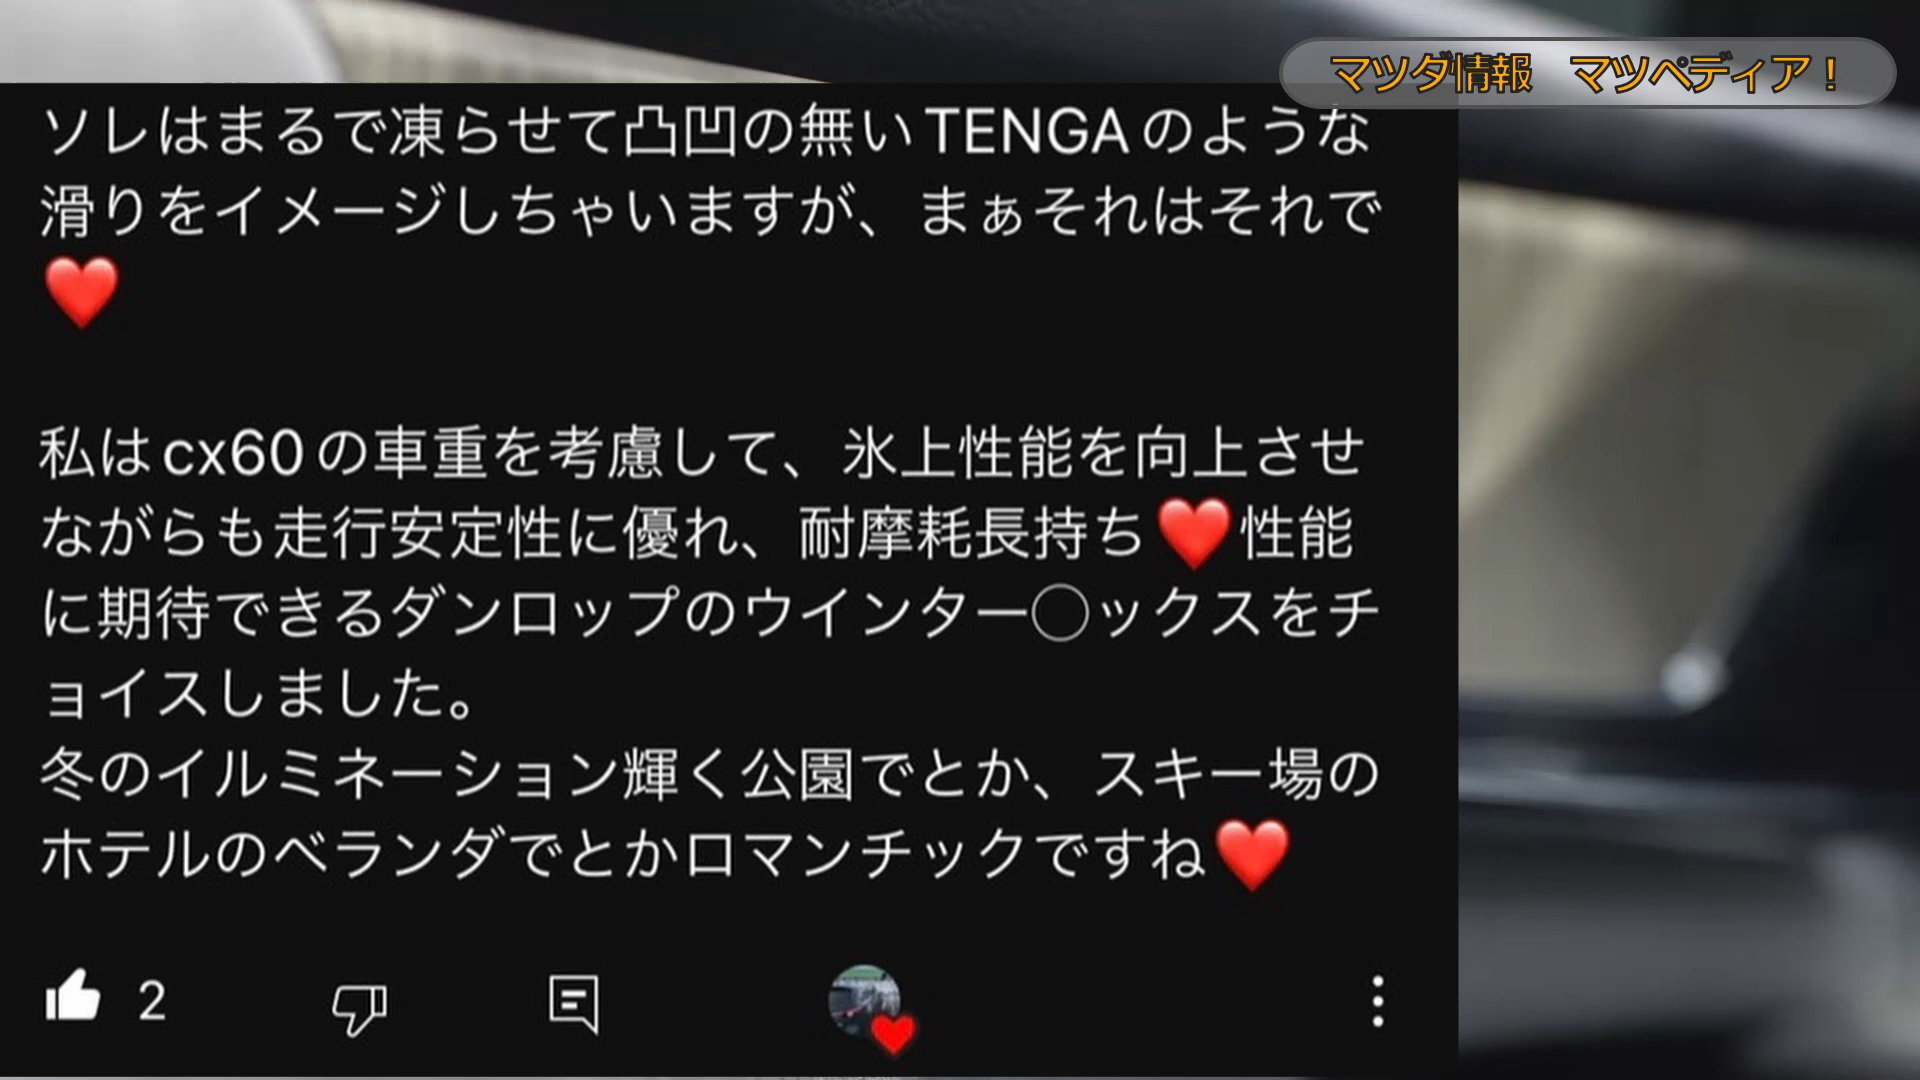 マツダ情報　マツペディア！
ソレはまるで凍らせて凸凹の無いTENGAのような
滑りをイメージしちゃいますが、まぁそれはそれで
❤️
私はcx60の車重を考慮して、氷上性能を向上させ
ながらも走行安定性に優れ、耐摩耗長持ち❤️性能
に期待できるダンロップのウインター◯ックスをチ
ョイスしました。
冬のイルミネーション輝く公園でとか、スキー場の
ホテルのベランダでとかロマンチックですね❤️
2